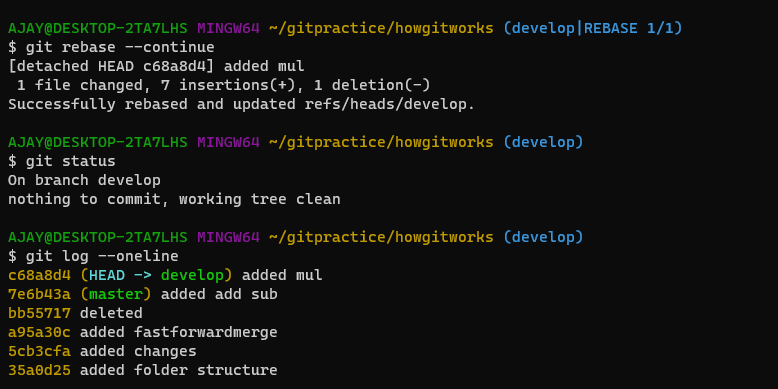 AJAY@DESKTOP-2TA7LHS MINGW64 ~/gitpractice/howgitworks (develop|REBASE 1/1)
$ git rebase --continue
[detached HEAD c68a8d4] added mul
 1 file changed, 7 insertions(+), 1 deletion(-)
Successfully rebased and updated refs/heads/develop.
AJAY@DESKTOP-2TA7LHS MINGW64 ~/gitpractice/howgitworks (develop)
$ git status
On branch develop
nothing to commit, working tree clean
AJAY@DESKTOP-2TA7LHS MINGW64 ~/gitpractice/howgitworks (develop)
$ git log --oneline
c68a8d4 (HEAD -> develop) added mul
7e6b43a (master) added add sub
bb55717 deleted
a95a30c added fastforwardmerge
5cb3cfa added changes
35a0d25 added folder structure